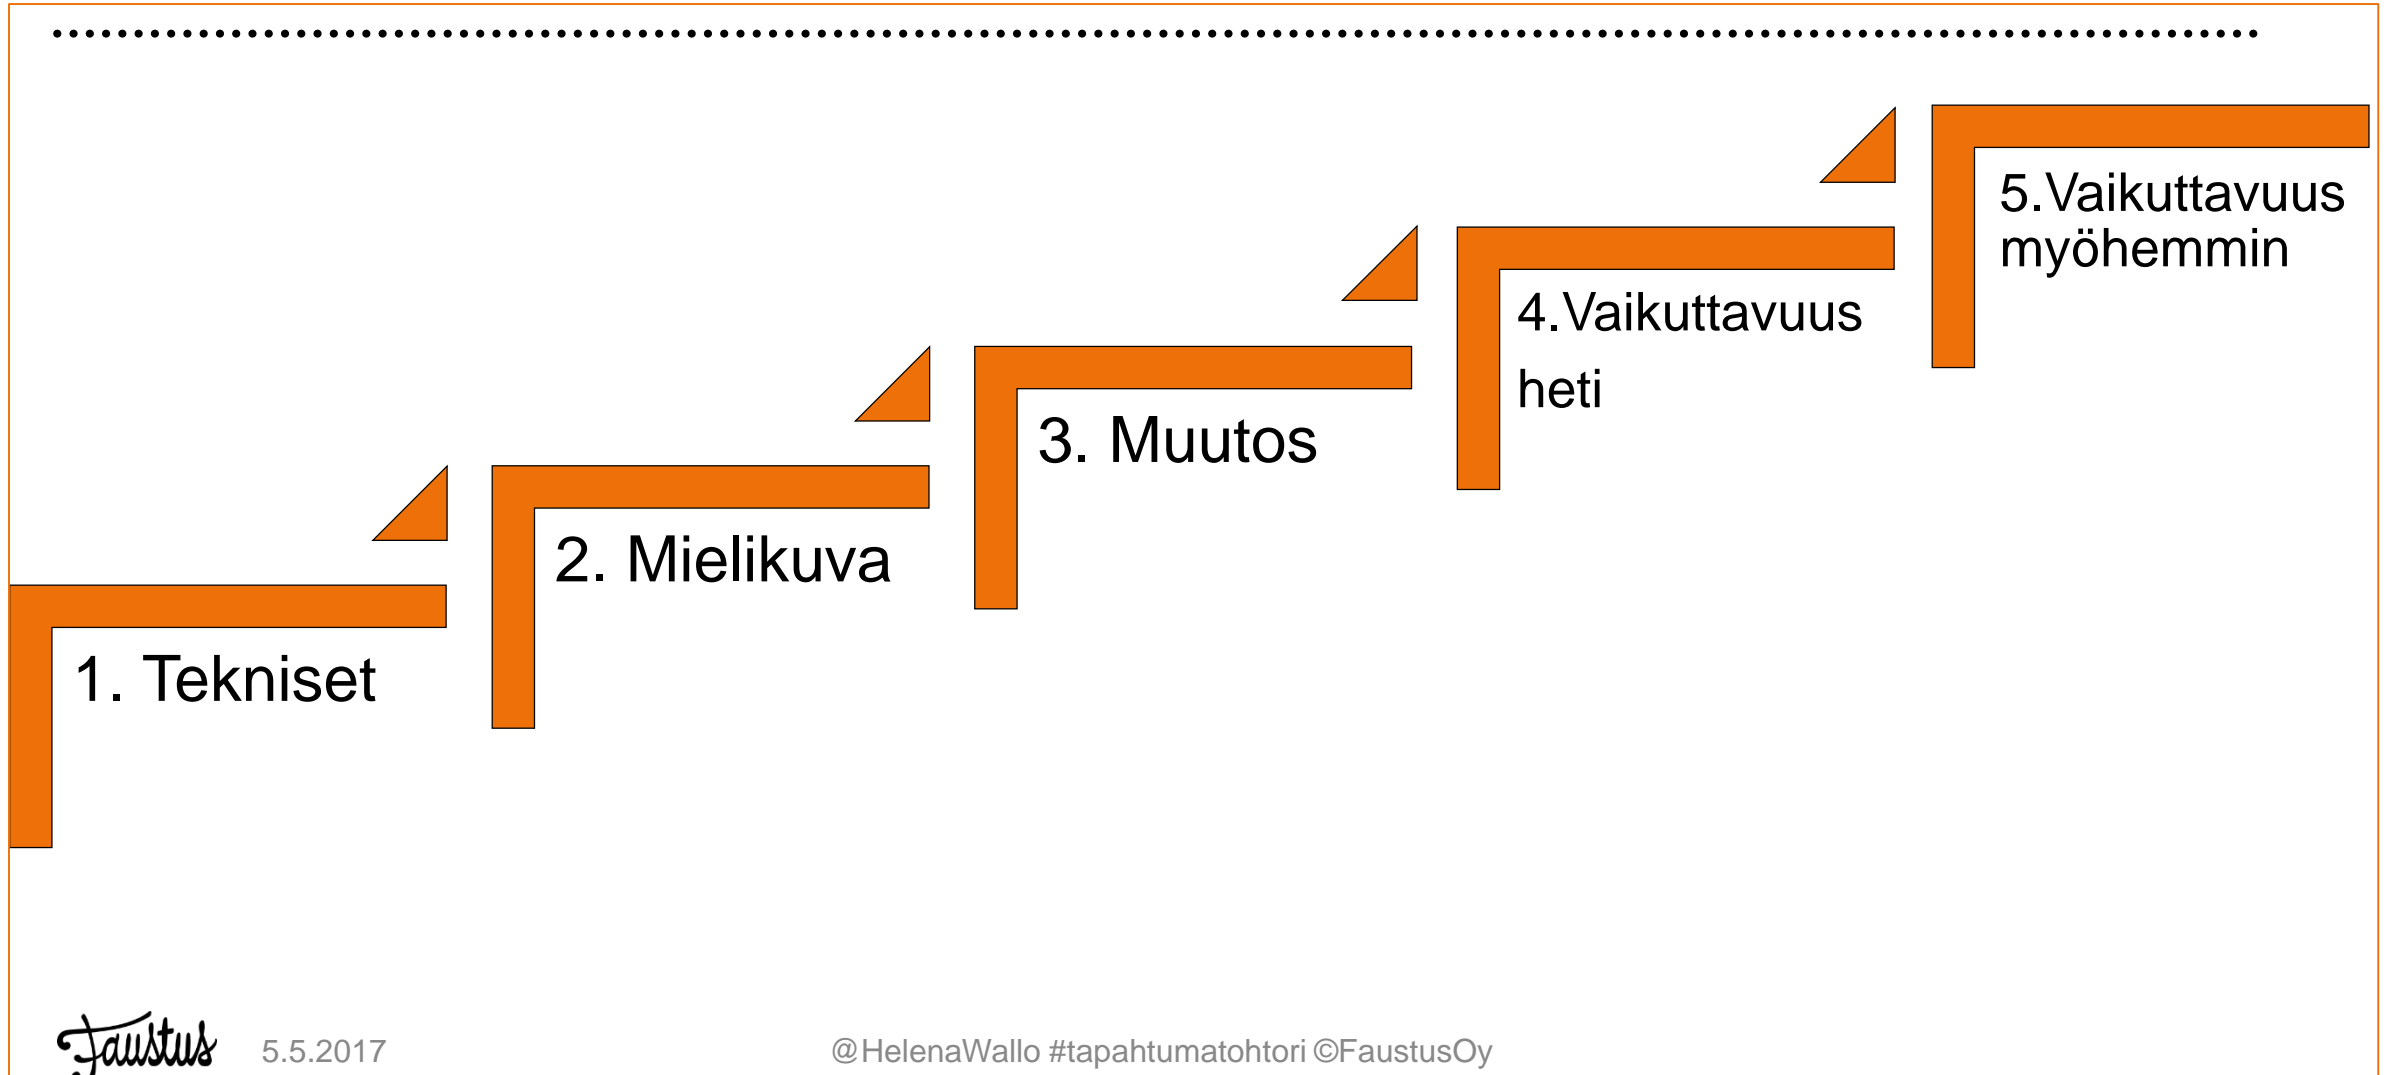 1. Tekniset
2. Mielikuva
3. Muutos
4.Vaikuttavuus
heti
5.Vaikuttavuus
myöhemmin
Faustus
5.5.2017
@HelenaWallo #tapahtumatohtori ©FaustusOy